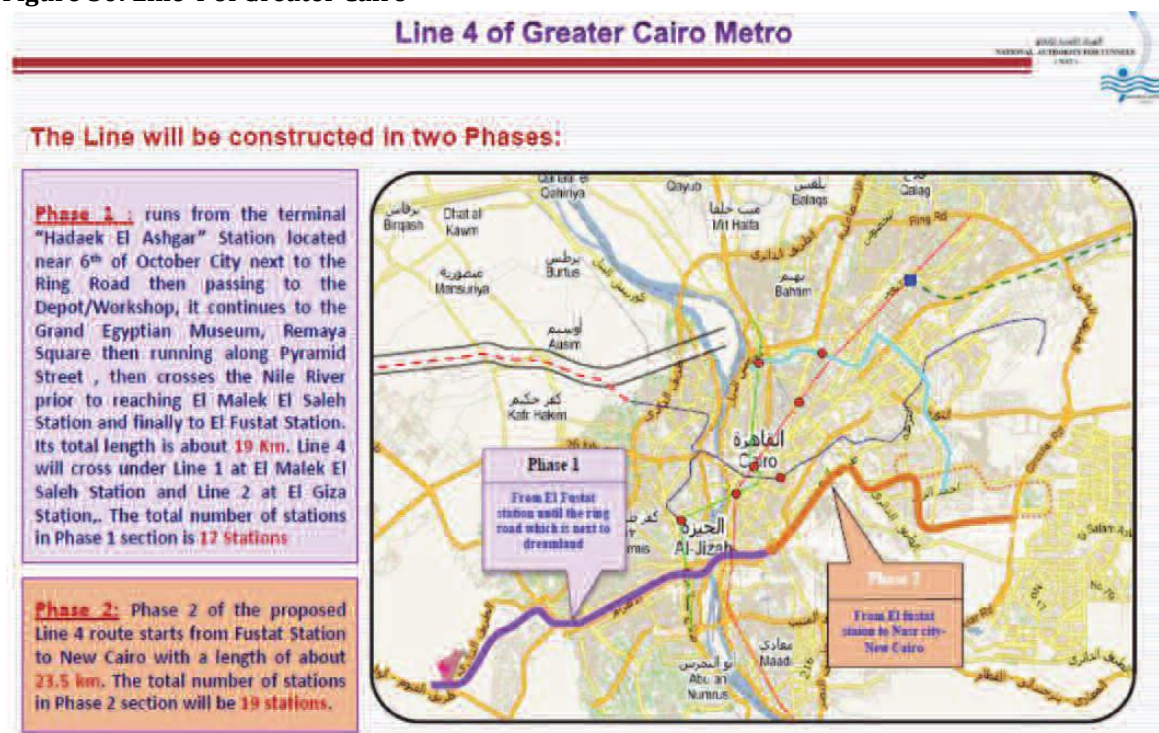 Line 4 of Greater Cairo Metro
NATIONAL AUTHORITY FOR TUNNELS
( NAT )
The Line will be constructed in two Phases:
Phase 1 : runs from the terminal
"Hadaek El Ashgar" Station located
near 6th of October City next to the
Ring Road then passing to the
Depot/Workshop, it continues to the
Grand Egyptian Museum, Remaya
Square then running along Pyramid
Street , then crosses the Nile River
prior to reaching El Malek El Saleh
Station and finally to El Fustat Station.
Its total length is about 19 Km. Line 4
will cross under Line 1 at El Malek El
Saleh Station and Line 2 at El Giza
Station,. The total number of stations
in Phase 1 section is 17 Stations
Phase 2: Phase 2 of the proposed
Line 4 route starts from Fustat Station
to New Cairo with a length of about
23.5 km. The total number of stations
in Phase 2 section will be 19 stations.
Qahiriya
Qayub
بلقس
Balaqs
Qalag
Ring Rd
برقاش
Birqash
Dhat al
Kawm
ميت حلفا
Mit Halfa
منصورية
Mansuriya
برطس
Burtus
بهتيم
Bahtim
أوسيم
Ausim
كفر حكيم
Kafr Hakim
القاهرة
Cairo
الجيزة
Al-Jizah
معادي
Maadi
أبو النمرس
Abu an
Numrus
Phase 1
From El Fustat
station until the ring
road which is next to
dreamland
Phase 2
From El fustat
staion to Nasr city-
New Cairo